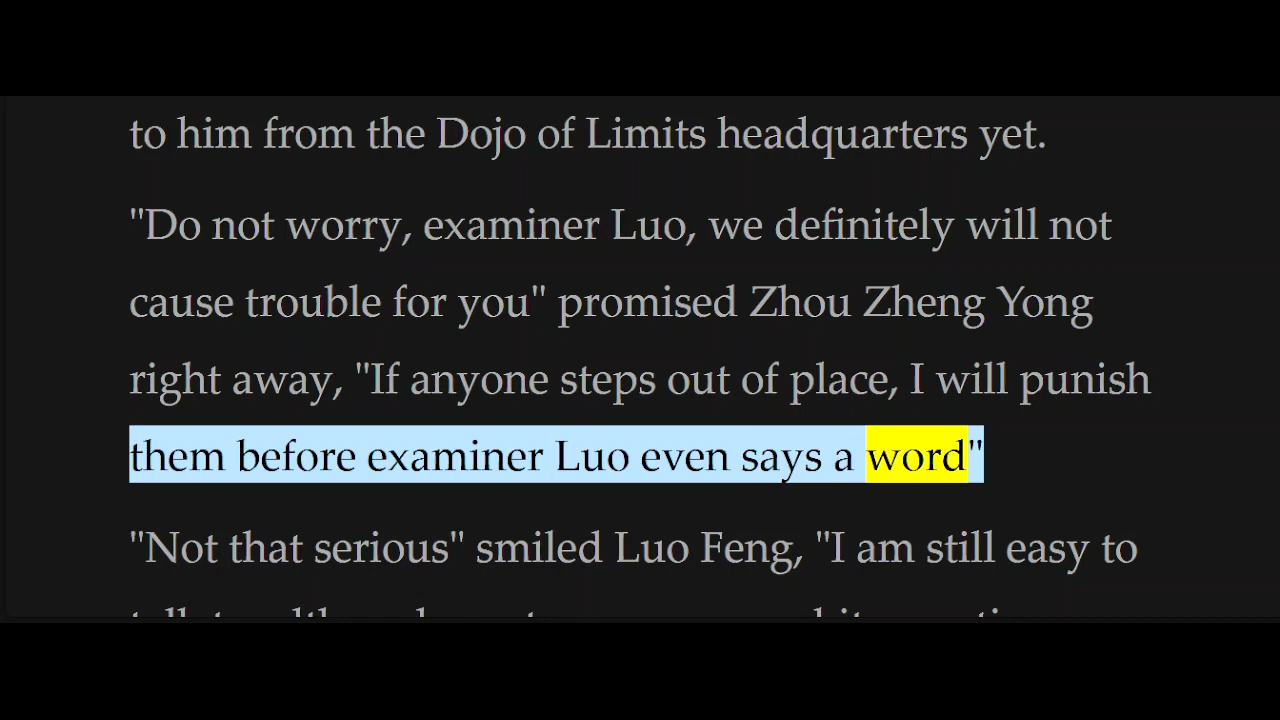 to him from the Dojo of Limits headquarters yet.
"Do not worry, examiner Luo, we definitely will not
cause trouble for you" promised Zhou Zheng Yong
right away, "If anyone steps out of place, I will punish
them before examiner Luo even says a word"
"Not that serious" smiled Luo Feng, "I am still easy to